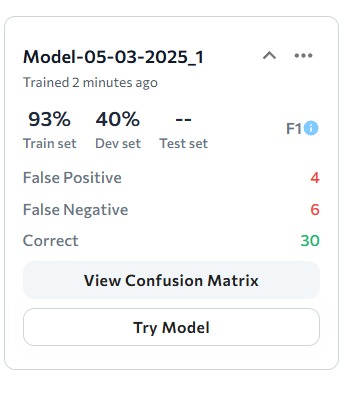 Model-05-03-2025_1
Trained 2 minutes ago
93% 40% --
Train set Dev set Test set
F1
False Positive 4
False Negative 6
Correct 30
View Confusion Matrix
Try Model